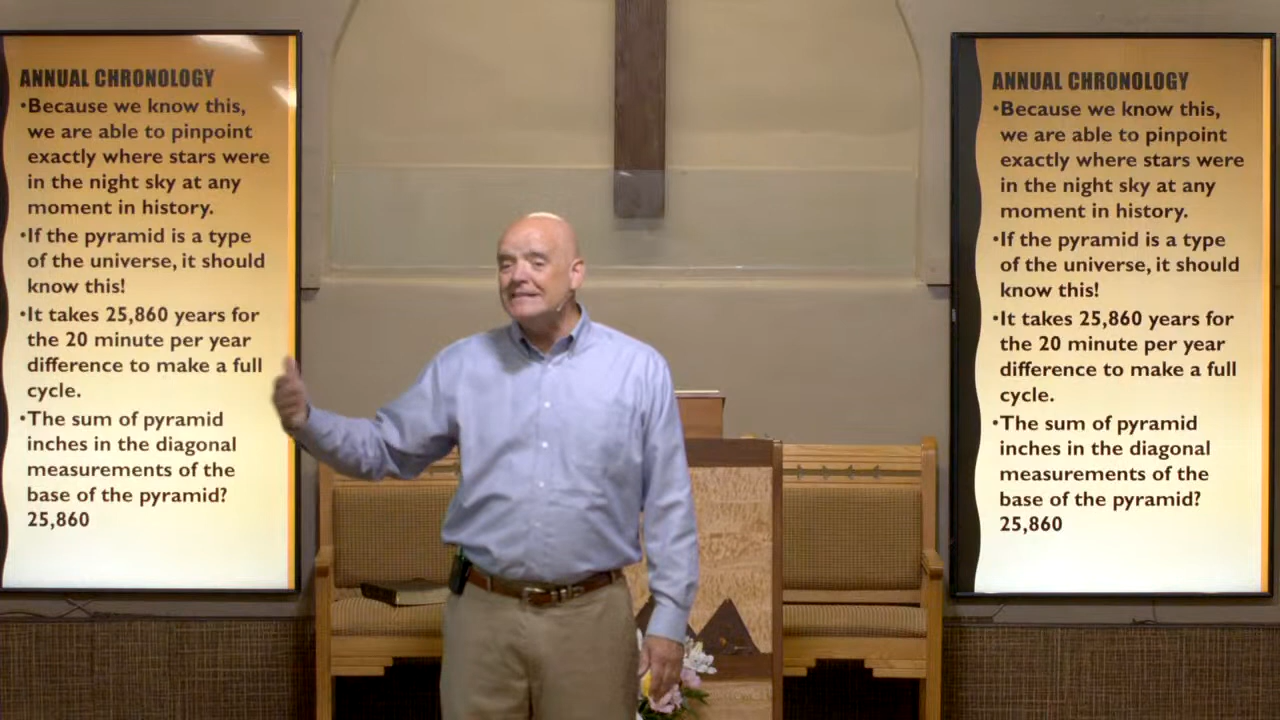 ANNUAL CHRONOLOGY
•Because we know this,
we are able to pinpoint
exactly where stars were
in the night sky at any
moment in history.
•If the pyramid is a type
of the universe, it should
know this!
•It takes 25,860 years for
the 20 minute per year
difference to make a full
cycle.
•The sum of pyramid
inches in the diagonal
measurements of the
base of the pyramid?
25,860
ANNUAL CHRONOLOGY
•Because we know this,
we are able to pinpoint
exactly where stars were
in the night sky at any
moment in history.
•If the pyramid is a type
of the universe, it should
know this!
•It takes 25,860 years for
the 20 minute per year
difference to make a full
cycle.
•The sum of pyramid
inches in the diagonal
measurements of the
base of the pyramid?
25,860